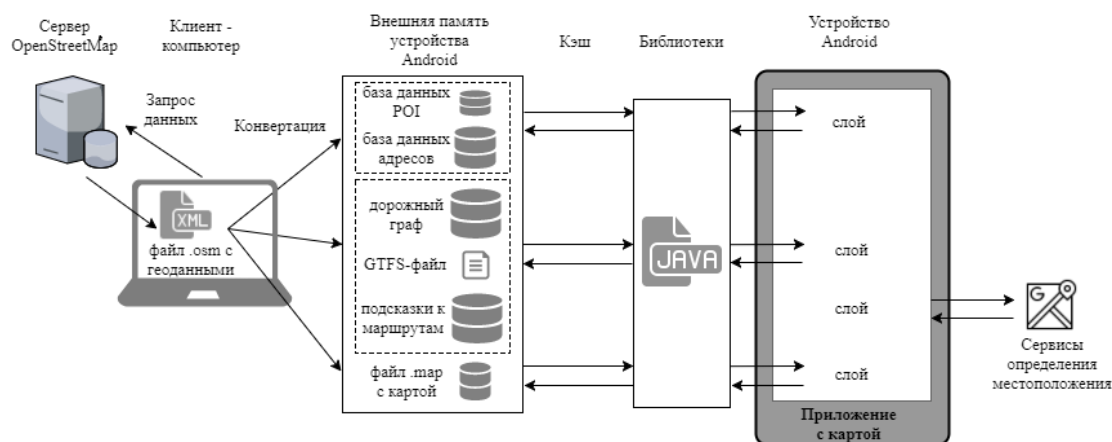 Сервер
OpenStreetMap
Клиент -
компьютер
Внешняя память
устройства
Android
Кэш
Библиотеки
Устройство
Android
Запрос
данных
Конвертация
XML
файл .osm с
геоданными
база данных
POI
база данных
адресов
дорожный
граф
GTFS-файл
подсказки к
маршрутам
файл .map
с картой
JAVA
слой
слой
слой
слой
Приложение
с картой
G
Сервисы
определения
местоположения